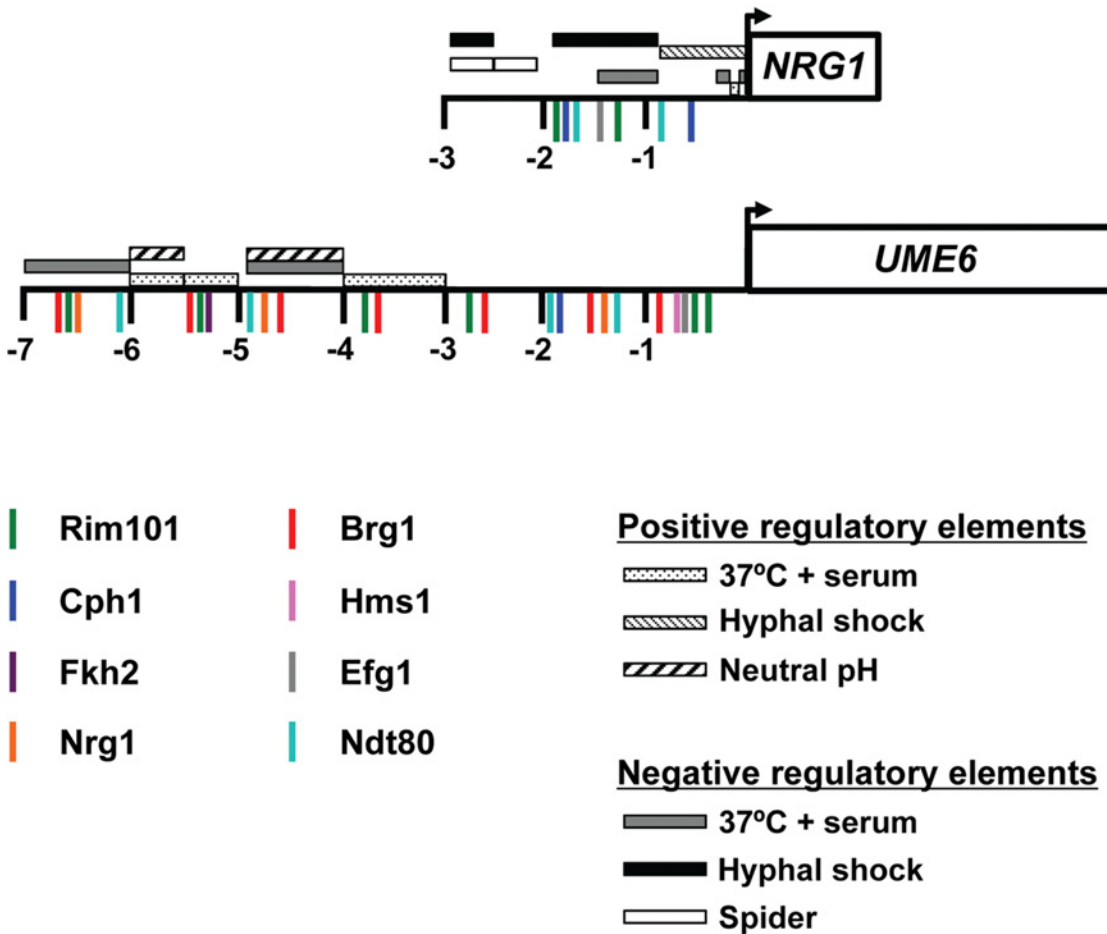 NRG1
-3 -2 -1
UME6
-7 -6 -5 -4 -3 -2 -1
Rim101 Brg1
Cph1 Hms1
Fkh2 Efg1
Nrg1 Ndt80
Positive regulatory elements
37ºC + serum
Hyphal shock
Neutral pH
Negative regulatory elements
37ºC + serum
Hyphal shock
Spider